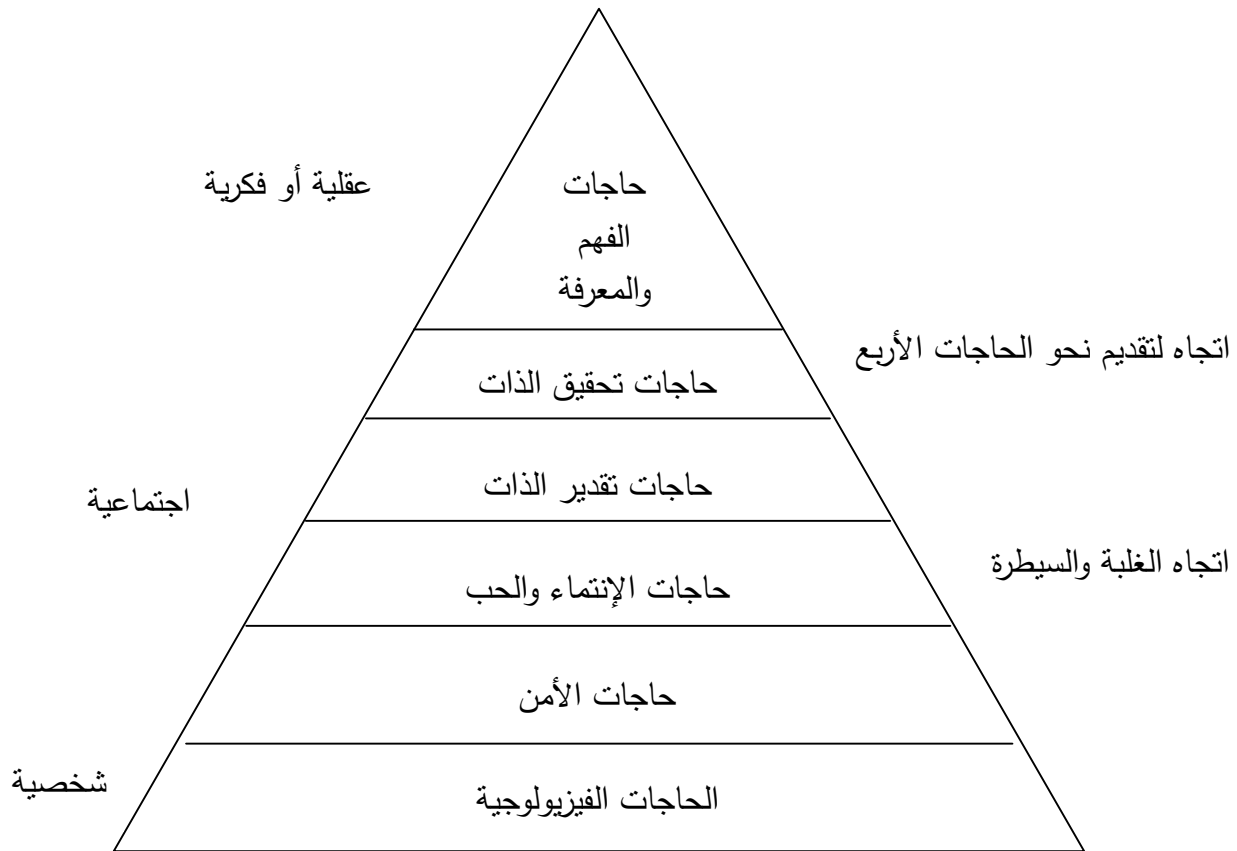 عقلية أو فكرية
حاجات
الفهم
والمعرفة
اتجاه لتقديم نحو الحاجات الأربع
حاجات تحقيق الذات
حاجات تقدير الذات
اجتماعية
اتجاه الغلبة والسيطرة
حاجات الإنتماء والحب
حاجات الأمن
شخصية
الحاجات الفيزيولوجية